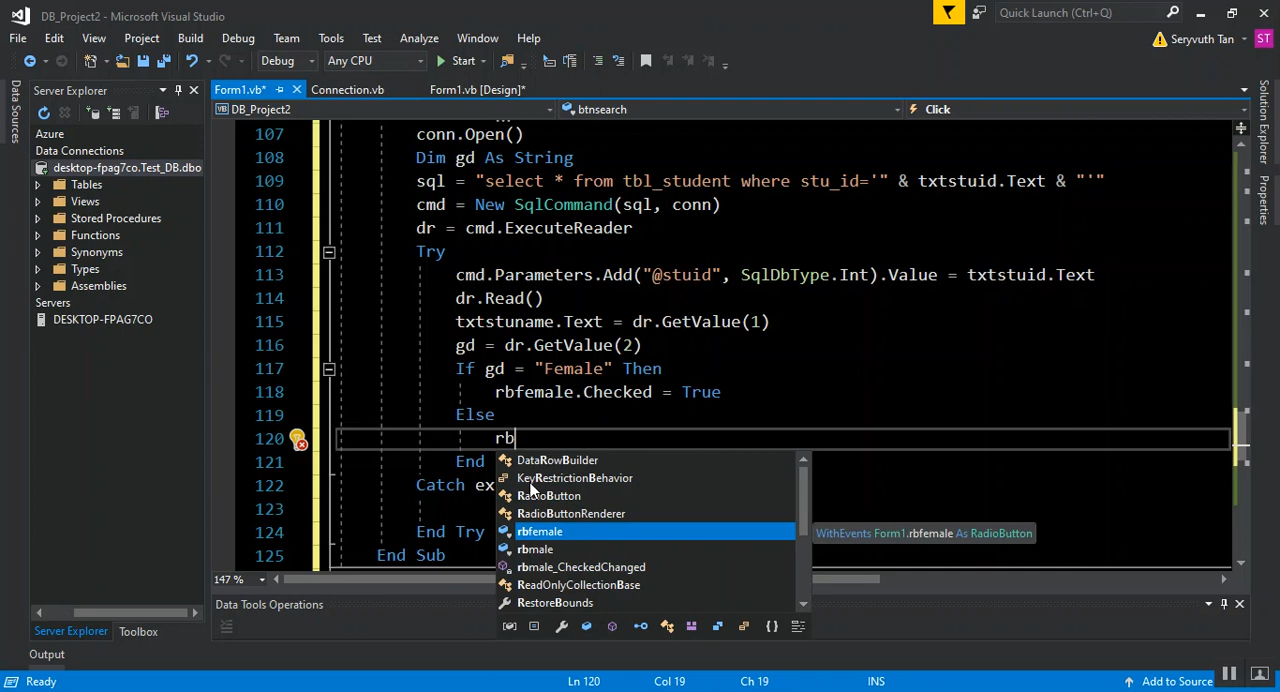 DB_Project2 - Microsoft Visual Studio
Quick Launch (Ctrl+Q)
File Edit View Project Build Debug Team Tools Test Analyze Window Help
Seryvuth Tan ST
Debug Any CPU Start
Data Sources
Server Explorer
Azure
Data Connections
desktop-fpag7co.Test_DB.dbo
Tables
Views
Stored Procedures
Functions
Synonyms
Types
Assemblies
Servers
DESKTOP-FPAG7CO
Server Explorer Toolbox
Form1.vb* Connection.vb Form1.vb [Design]*
DB_Project2 btnsearch Click
107 conn.Open()
108 Dim gd As String
109 sql = "select * from tbl_student where stu_id='" & txtstuid.Text & "'"
110 cmd = New SqlCommand(sql, conn)
111 dr = cmd.ExecuteReader
112 Try
113 cmd.Parameters.Add("@stuid", SqlDbType.Int).Value = txtstuid.Text
114 dr.Read()
115 txtstuname.Text = dr.GetValue(1)
116 gd = dr.GetValue(2)
117 If gd = "Female" Then
118 rbfemale.Checked = True
119 Else
120 rb
121 End
122 Catch ex
123
124 End Try
125 End Sub
DataRowBuilder
KeyRestrictionBehavior
RadioButton
RadioButtonRenderer
rbfemale
rbmale
rbmale_CheckedChanged
ReadOnlyCollectionBase
RestoreBounds
WithEvents Form1.rbfemale As RadioButton
147 %
Data Tools Operations
Solution Explorer
Properties
Output
Ready Ln 120 Col 19 Ch 19 INS Add to Source